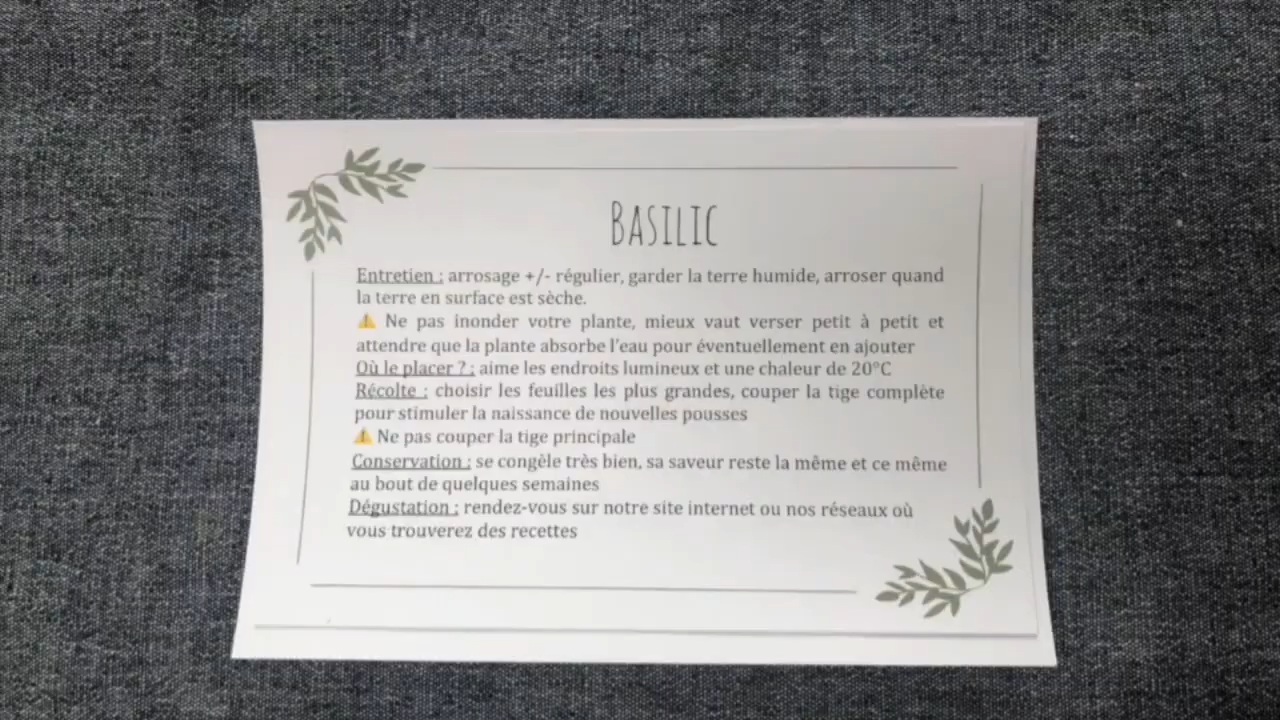 BASILIC
Entretien : arrosage +/- régulier, garder la terre humide, arroser quand
la terre en surface est sèche.
⚠️ Ne pas inonder votre plante, mieux vaut verser petit à petit et
attendre que la plante absorbe l'eau pour éventuellement en ajouter
Où le placer ? : aime les endroits lumineux et une chaleur de 20°C
Récolte : choisir les feuilles les plus grandes, couper la tige complète
pour stimuler la naissance de nouvelles pousses
⚠️ Ne pas couper la tige principale
Conservation : se congèle très bien, sa saveur reste la même et ce même
au bout de quelques semaines
Dégustation : rendez-vous sur notre site internet ou nos réseaux où
vous trouverez des recettes